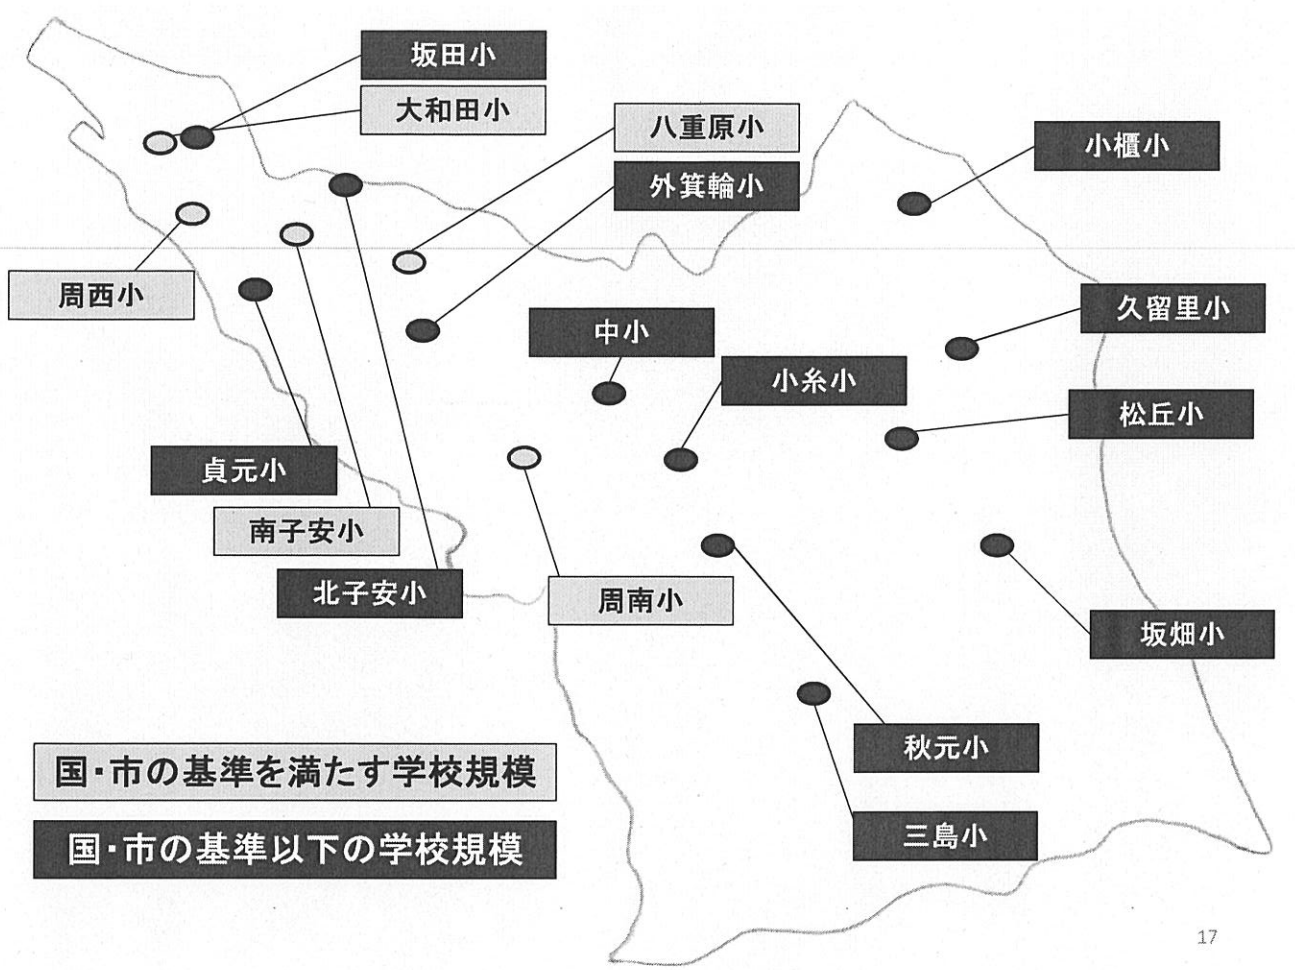 坂田小
大和田小
八重原小
外箕輪小
小櫃小
周西小
久留里小
中小
小糸小
松丘小
貞元小
南子安小
北子安小
周南小
坂畑小
秋元小
三島小
国・市の基準を満たす学校規模
国・市の基準以下の学校規模
17